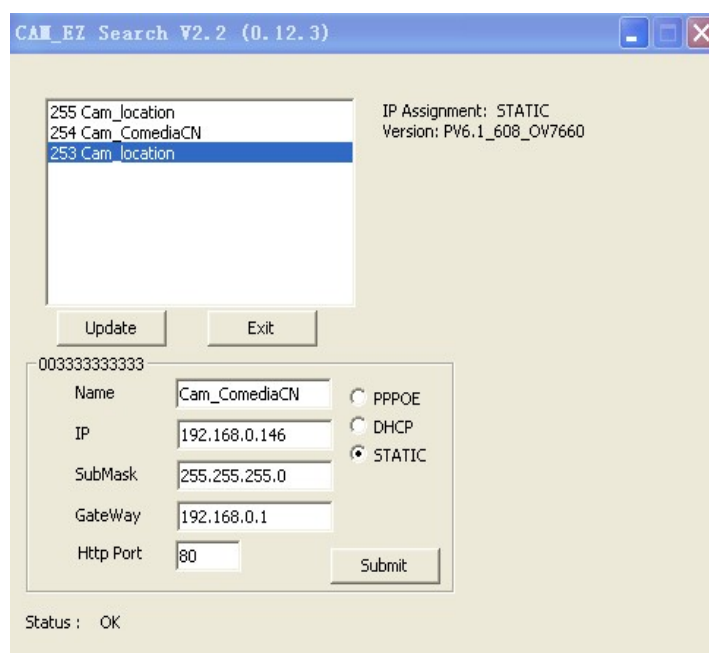 CAM_EZ Search V2.2 (0.12.3)
255 Cam_location
254 Cam_ComediaCN
253 Cam_location
IP Assignment: STATIC
Version: PV6.1_608_OV7660
Update
Exit
003333333333
Name
Cam_ComediaCN
PPPOE
IP
192.168.0.146
DHCP
STATIC
SubMask
255.255.255.0
GateWay
192.168.0.1
Http Port
80
Submit
Status : OK